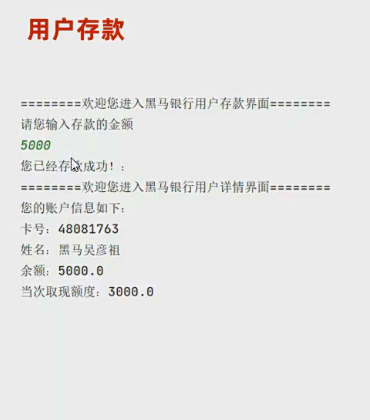 用户存款
========欢迎您进入黑马银行用户存款界面========
请您输入存款的金额
5000
您已经存款成功！：
========欢迎您进入黑马银行用户详情界面========
您的账户信息如下：
卡号：48081763
姓名：黑马吴彦祖
余额：5000.0
当次取现额度：3000.0